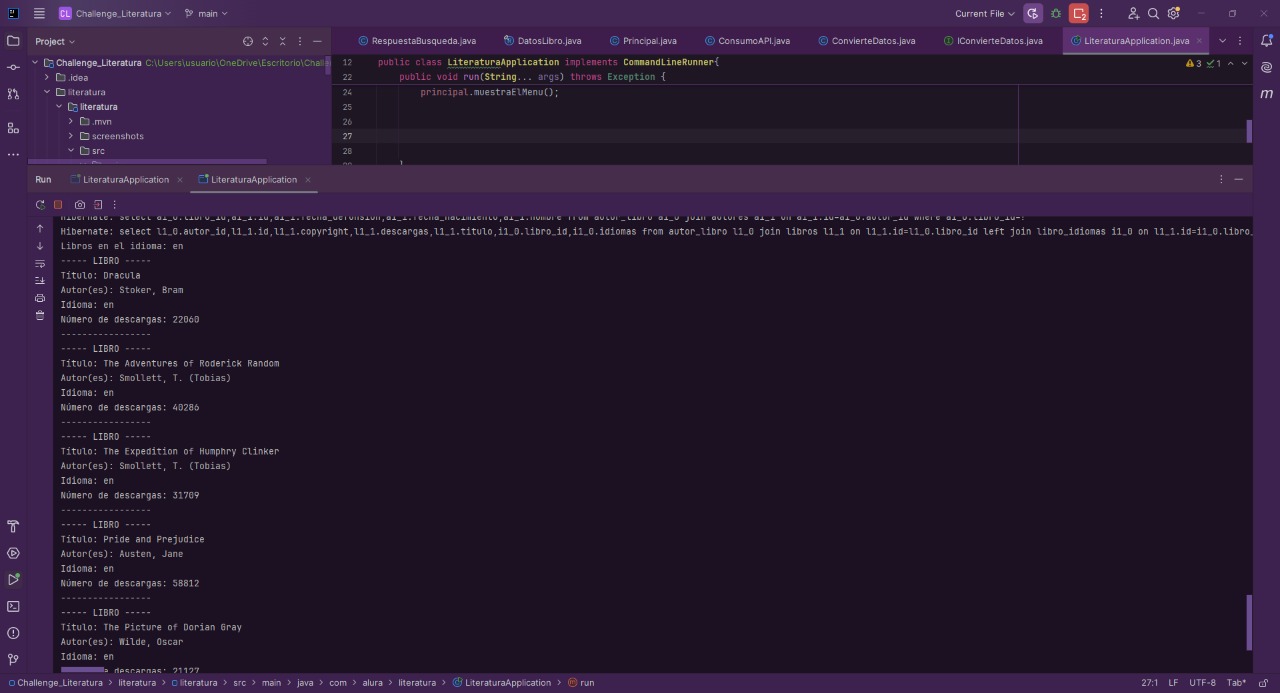 CL Challenge_Literatura main Current File 2
Project
RespuestaBusqueda.java DatosLibro.java Principal.java ConsumoAPI.java ConvierteDatos.java IConvierteDatos.java LiteraturaApplication.java
Challenge_Literatura C:\Users\usuario\OneDrive\Escritorio\Challe
.idea
literatura
literatura
.mvn
screenshots
src
12 public class LiteraturaApplication implements CommandLineRunner{
3 1
22 public void run(String... args) throws Exception {
24 principal.muestraElMenu();
25
26
27
28
Run LiteraturaApplication LiteraturaApplication
Hibernate: select a1_0.libro_id,a1_1.id,a1_1.fecha_defunsion,a1_1.fecha_nacimiento,a1_1.nombre from autor_libro a1_0 join autores a1_1 on a1_1.id=a1_0.autor_id where a1_0.libro_id=?
Hibernate: select l1_0.autor_id,l1_1.id,l1_1.copyright,l1_1.descargas,l1_1.titulo,i1_0.libro_id,i1_0.idiomas from autor_libro l1_0 join libros l1_1 on l1_1.id=l1_0.libro_id left join libro_idiomas i1_0 on l1_1.id=i1_0.libro_
Libros en el idioma: en
----- LIBRO -----
Título: Dracula
Autor(es): Stoker, Bram
Idioma: en
Número de descargas: 22060
-----------------
----- LIBRO -----
Título: The Adventures of Roderick Random
Autor(es): Smollett, T. (Tobias)
Idioma: en
Número de descargas: 40286
-----------------
----- LIBRO -----
Título: The Expedition of Humphry Clinker
Autor(es): Smollett, T. (Tobias)
Idioma: en
Número de descargas: 31709
-----------------
----- LIBRO -----
Título: Pride and Prejudice
Autor(es): Austen, Jane
Idioma: en
Número de descargas: 58812
-----------------
----- LIBRO -----
Título: The Picture of Dorian Gray
Autor(es): Wilde, Oscar
Idioma: en
descargas: 21127
Challenge_Literatura > literatura > literatura > src > main > java > com > alura > literatura > LiteraturaApplication > run 27:1 LF UTF-8 Tab*